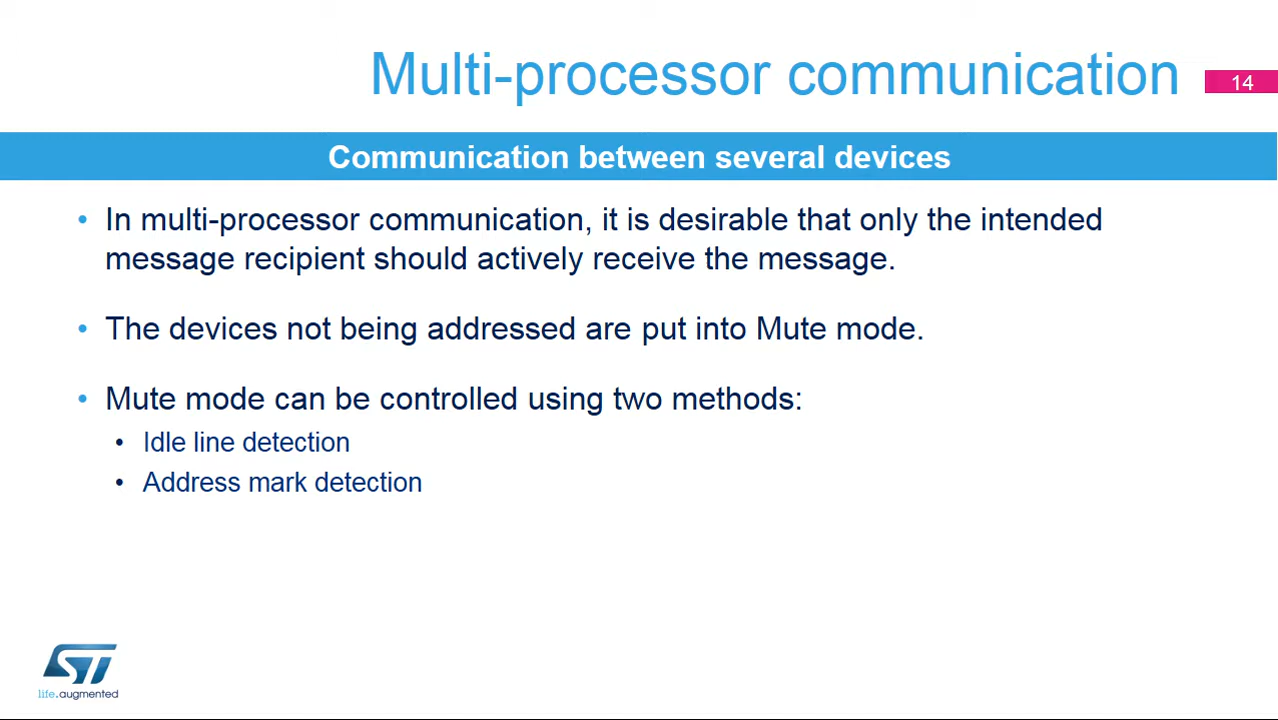 Multi-processor communication
14
Communication between several devices
• In multi-processor communication, it is desirable that only the intended
message recipient should actively receive the message.
• The devices not being addressed are put into Mute mode.
• Mute mode can be controlled using two methods:
• Idle line detection
• Address mark detection
ST
life.augmented